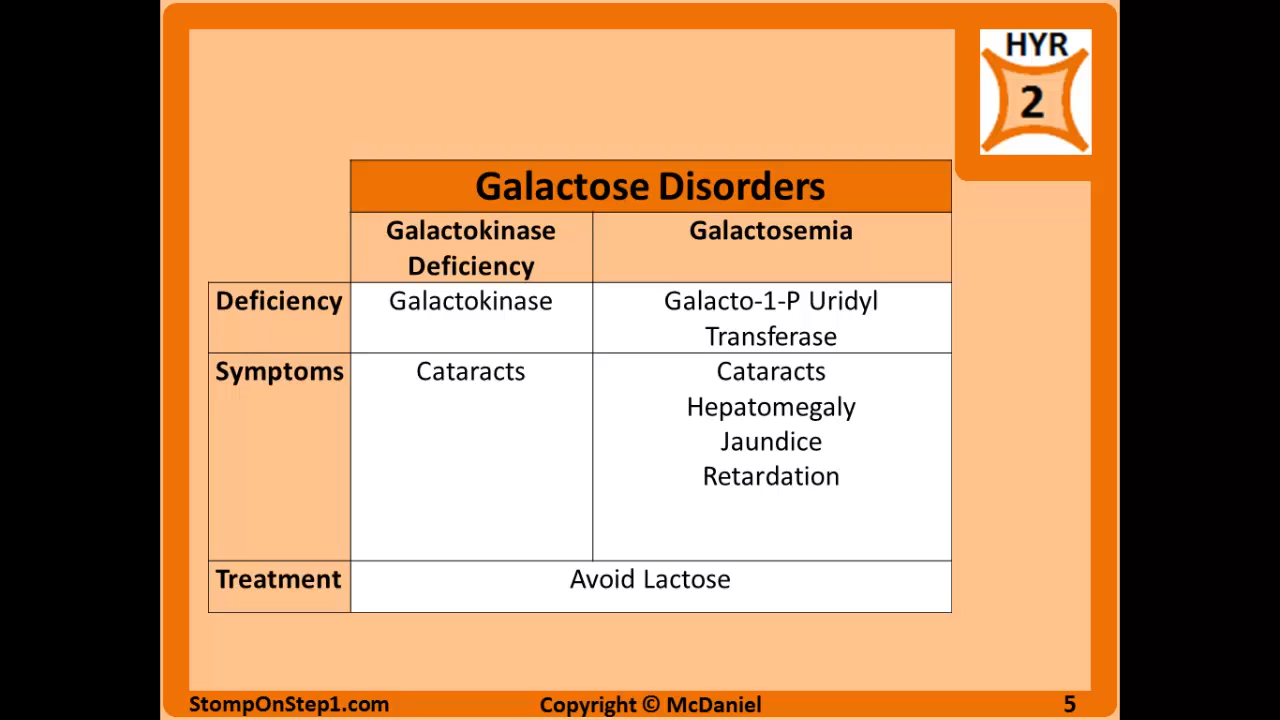 HYR
2
Galactose Disorders
Galactokinase
Deficiency
Galactosemia
Deficiency
Galactokinase
Galacto-1-P Uridyl
Transferase
Symptoms
Cataracts
Cataracts
Hepatomegaly
Jaundice
Retardation
Treatment
Avoid Lactose
StompOnStep1.com
Copyright © McDaniel
5